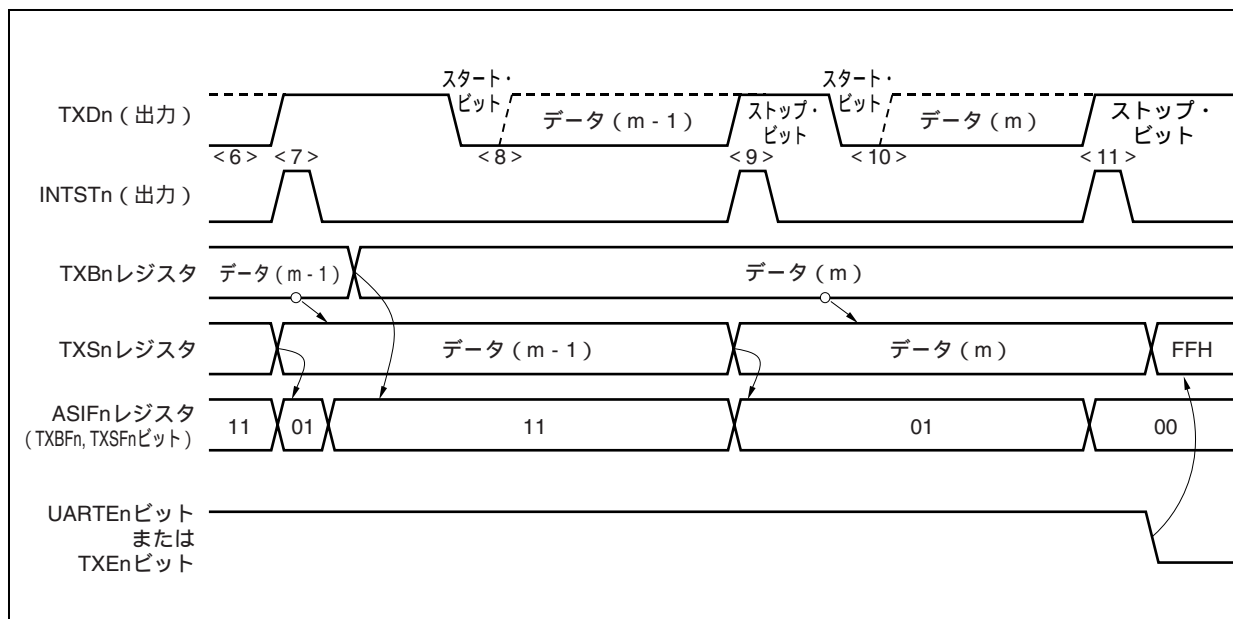 スタート・
ビット
スタート・
ビット
TXDn（出力）
データ（m - 1）
ストップ・
ビット
データ（m）
ストップ・
ビット
< 6 >
< 7 >
< 8 >
< 9 >
< 10 >
< 11 >
INTSTn（出力）
TXBnレジスタ
データ（m - 1）
データ（m）
TXSnレジスタ
データ（m - 1）
データ（m）
FFH
ASIFnレジスタ
（TXBFn, TXSFnビット）
11
01
11
01
00
UARTEnビット
または
TXEnビット